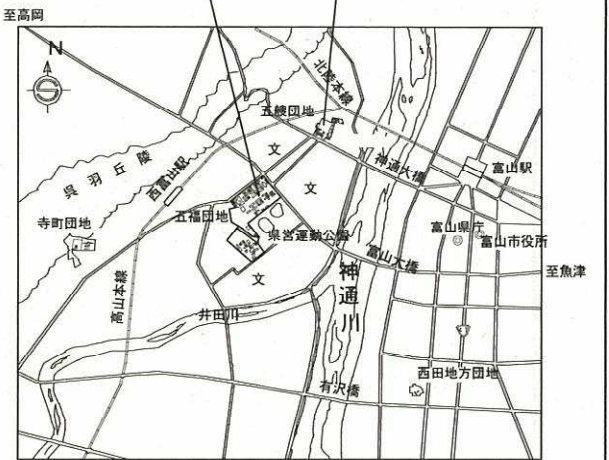 至高岡
N
北陸本線
五艘団地
文
神通大橋
富山駅
呉羽丘陵
西富山駅
文
五福団地
寺町団地
県営運動公園
富山県庁
富山市役所
富山大橋
至魚津
神通川
文
高山本線
井田川
西田地方団地
有沢橋